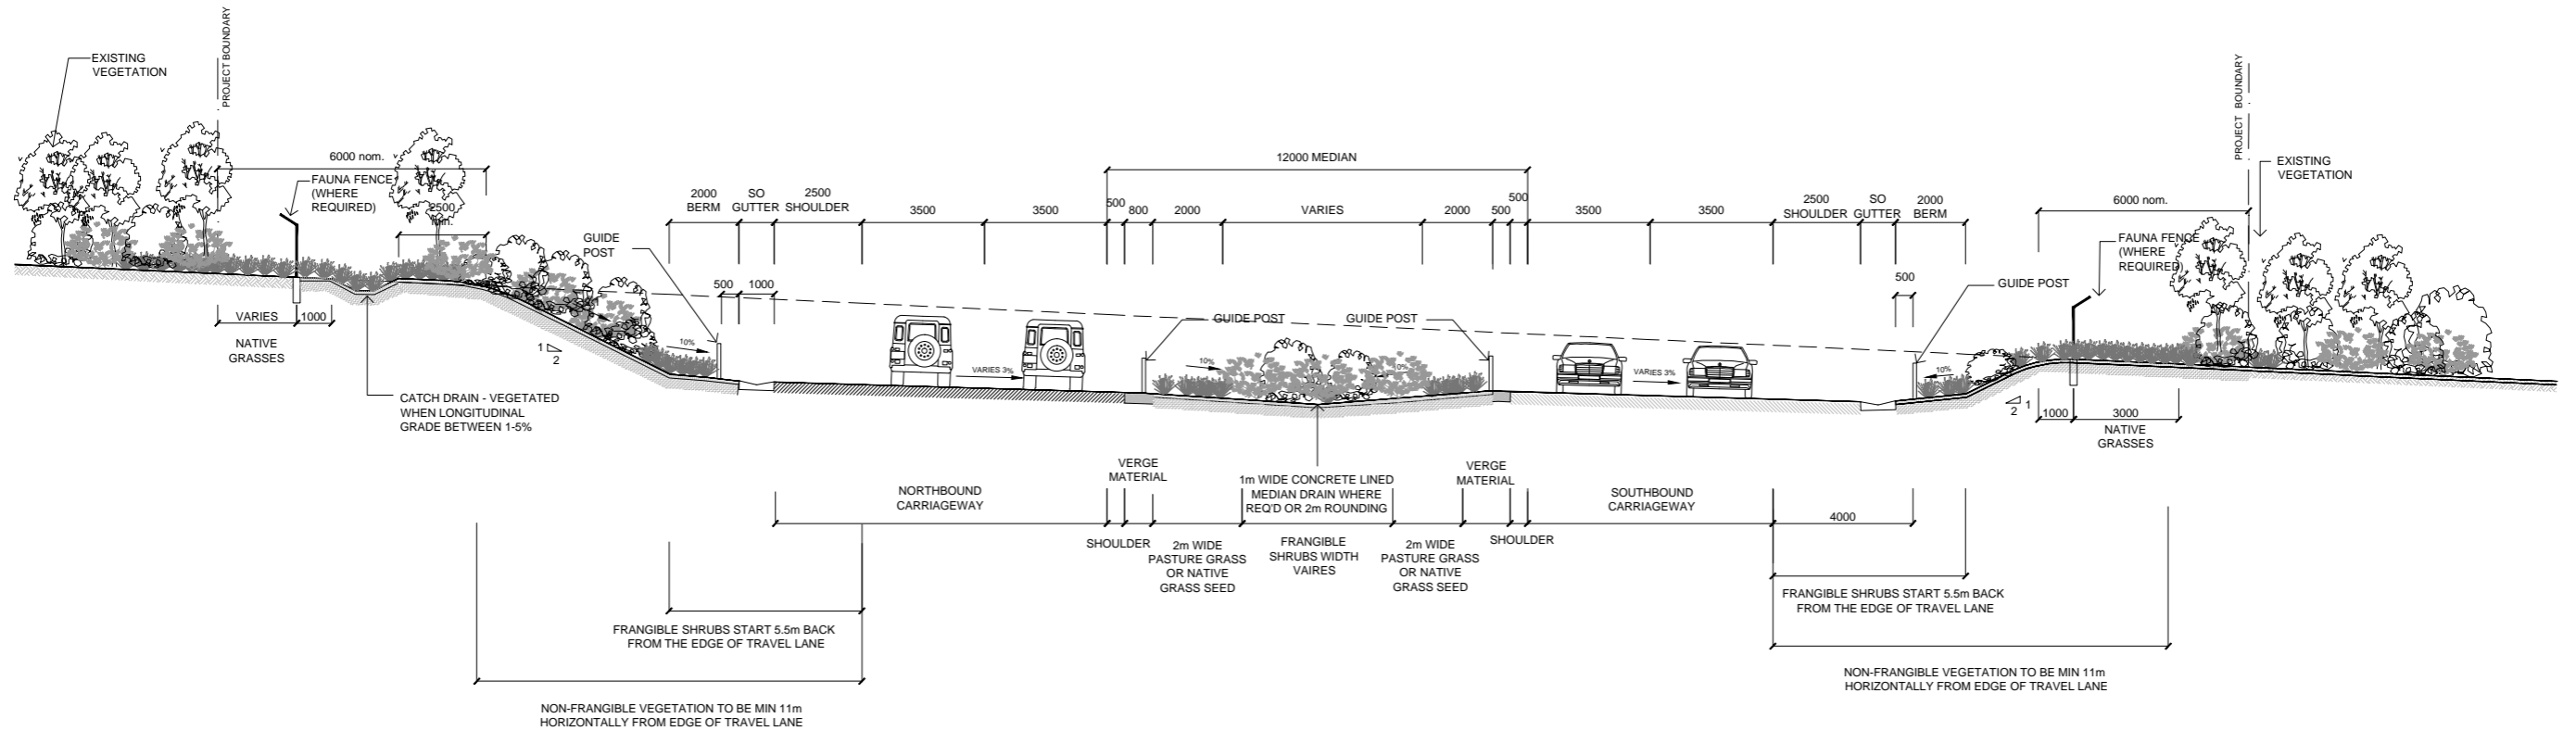 EXISTING
VEGETATION
PROJECT BOUNDARY
6000 nom.
FAUNA FENCE
(WHERE
REQUIRED)
2500
min.
VARIES
1000
NATIVE
GRASSES
CATCH DRAIN - VEGETATED
WHEN LONGITUDINAL
GRADE BETWEEN 1-5%
1
2
GUIDE
POST
2000
BERM
SO
GUTTER
2500
SHOULDER
3500
3500
500
800
2000
12000 MEDIAN
VARIES
2000
500
500
3500
3500
2500
SHOULDER
SO
GUTTER
2000
BERM
500
1000
10%
VARIES 3%
GUIDE POST
10%
GUIDE POST
10%
VARIES 3%
500
GUIDE POST
10%
2
1
6000 nom.
PROJECT BOUNDARY
EXISTING
VEGETATION
FAUNA FENCE
(WHERE
REQUIRED)
1000
3000
NATIVE
GRASSES
NORTHBOUND
CARRIAGEWAY
VERGE
MATERIAL
1m WIDE CONCRETE LINED
MEDIAN DRAIN WHERE
REQ'D OR 2m ROUNDING
VERGE
MATERIAL
SOUTHBOUND
CARRIAGEWAY
4000
SHOULDER
2m WIDE
PASTURE GRASS
OR NATIVE
GRASS SEED
FRANGIBLE
SHRUBS WIDTH
VAIRES
2m WIDE
PASTURE GRASS
OR NATIVE
GRASS SEED
SHOULDER
FRANGIBLE SHRUBS START 5.5m BACK
FROM THE EDGE OF TRAVEL LANE
FRANGIBLE SHRUBS START 5.5m BACK
FROM THE EDGE OF TRAVEL LANE
NON-FRANGIBLE VEGETATION TO BE MIN 11m
HORIZONTALLY FROM EDGE OF TRAVEL LANE
NON-FRANGIBLE VEGETATION TO BE MIN 11m
HORIZONTALLY FROM EDGE OF TRAVEL LANE